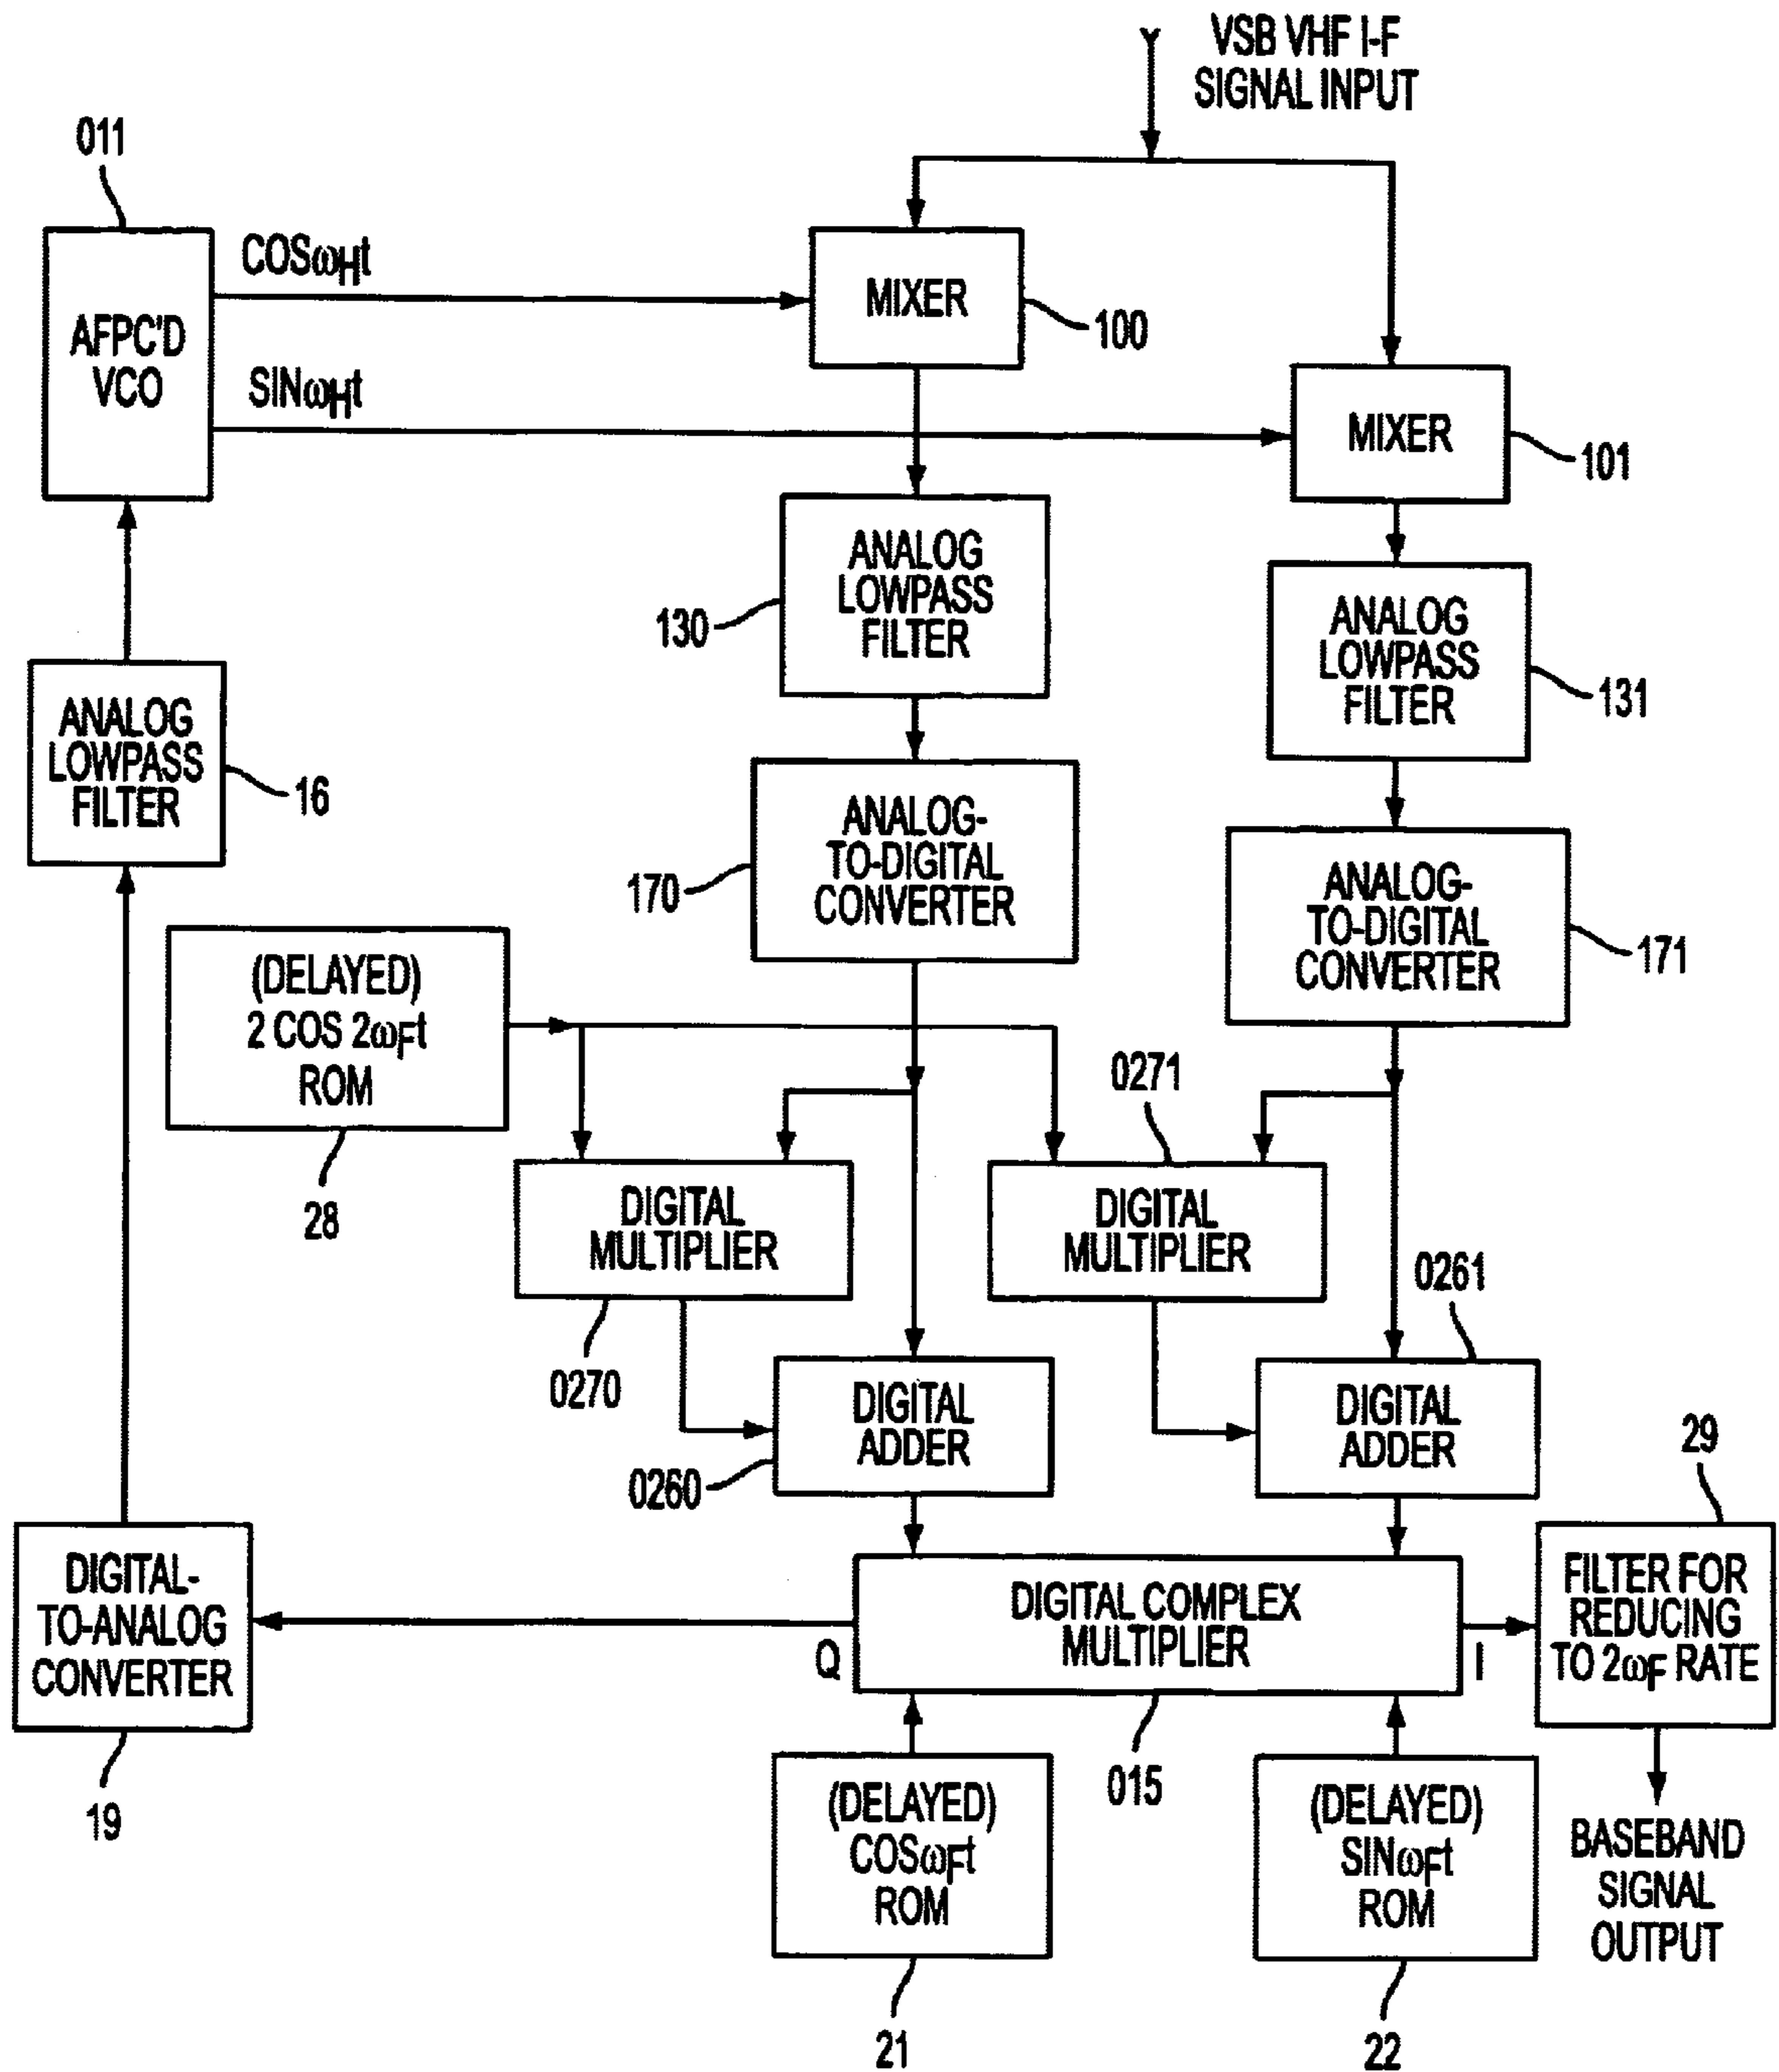 VSB VHF I-F
SIGNAL INPUT
011
COSωHt
AFPC'D
VCO
SINωHt
MIXER
100
MIXER
101
ANALOG
LOWPASS
FILTER
130
ANALOG
LOWPASS
FILTER
131
ANALOG
LOWPASS
FILTER
16
ANALOG-
TO-DIGITAL
CONVERTER
170
ANALOG-
TO-DIGITAL
CONVERTER
171
(DELAYED)
2 COS 2ωFt
ROM
28
0271
DIGITAL
MULTIPLIER
0270
DIGITAL
MULTIPLIER
0261
DIGITAL
ADDER
0260
DIGITAL
ADDER
29
DIGITAL-
TO-ANALOG
CONVERTER
19
Q
DIGITAL COMPLEX
MULTIPLIER
I
015
FILTER FOR
REDUCING
TO 2ωF RATE
(DELAYED)
COSωFt
ROM
21
(DELAYED)
SINωFt
ROM
22
BASEBAND
SIGNAL
OUTPUT